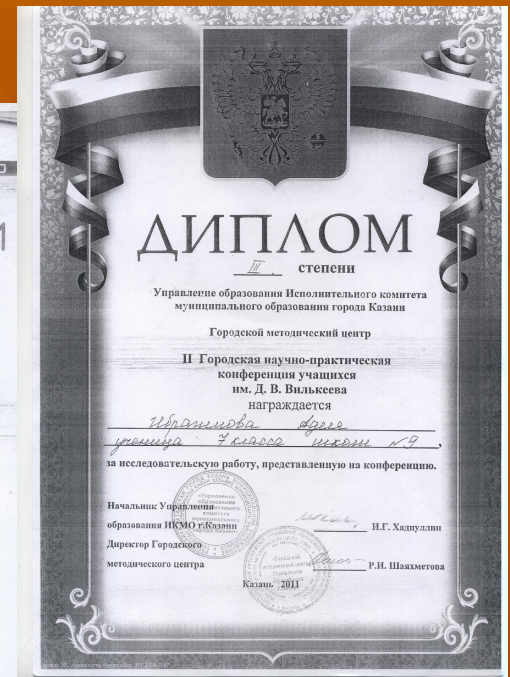 ДИПЛОМ
III степени
Управление образования Исполнительного комитета
муниципального образования города Казани
Городской методический центр
II Городская научно-практическая
конференция учащихся
им. Д. В. Вилькеева
награждается
Ибрагимова Аделя
ученица 7 класса школы №9,
за исследовательскую работу, представленную на конференцию.
Начальник Управления
образования ИКМО г.Казани И.Г. Хадиуллин
Директор Городского
методического центра Р.И. Шаяхметова
Казань 2011